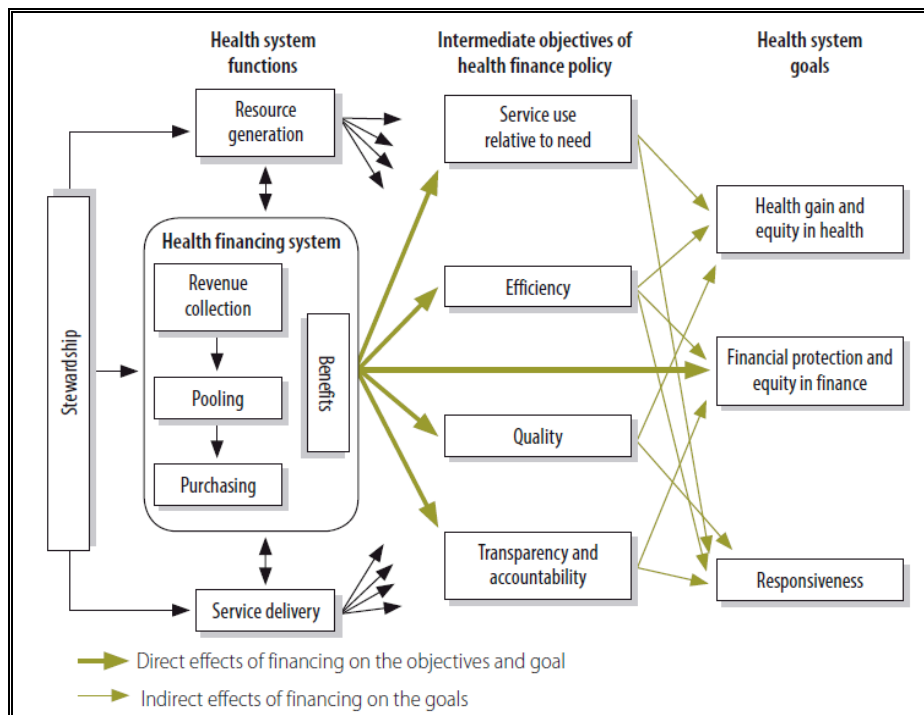 Health system
functions
Intermediate objectives of
health finance policy
Health system
goals
Resource
generation
Service use
relative to need
Health gain and
equity in health
Stewardship
Health financing system
Revenue
collection
Pooling
Purchasing
Benefits
Efficiency
Financial protection and
equity in finance
Quality
Transparency and
accountability
Responsiveness
Service delivery
Direct effects of financing on the objectives and goal
Indirect effects of financing on the goals